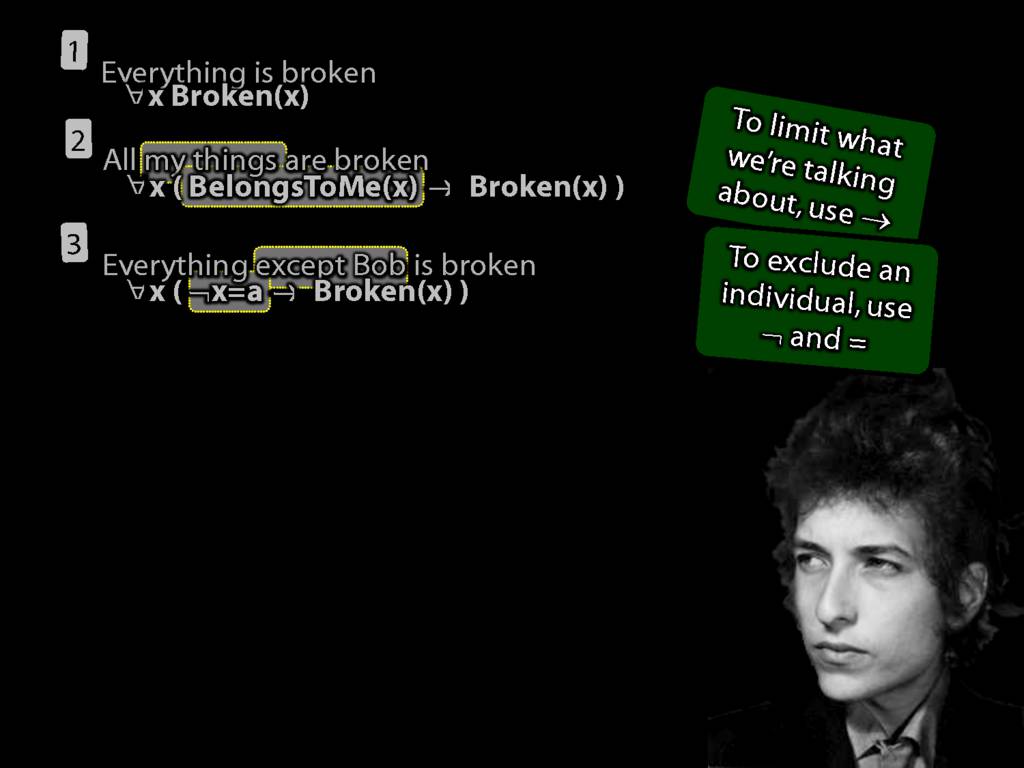 1
Everything is broken
∀ x Broken(x)
2
All my things are broken
∀ x ( BelongsToMe(x) → Broken(x) )
3
Everything except Bob is broken
∀ x ( ¬x=a → Broken(x) )
To limit what
we're talking
about, use →
To exclude an
individual, use
¬ and =